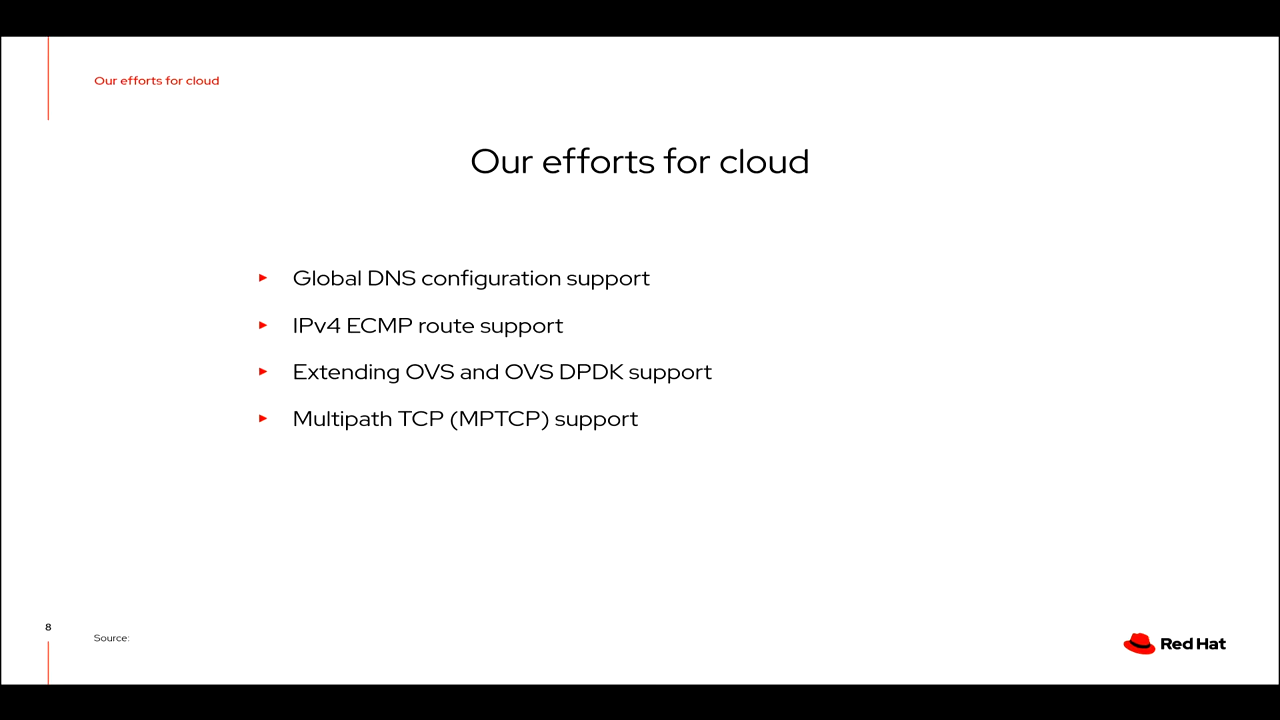 Our efforts for cloud
Our efforts for cloud
Global DNS configuration support
IPv4 ECMP route support
Extending OVS and OVS DPDK support
Multipath TCP (MPTCP) support
8
Source:
Red Hat